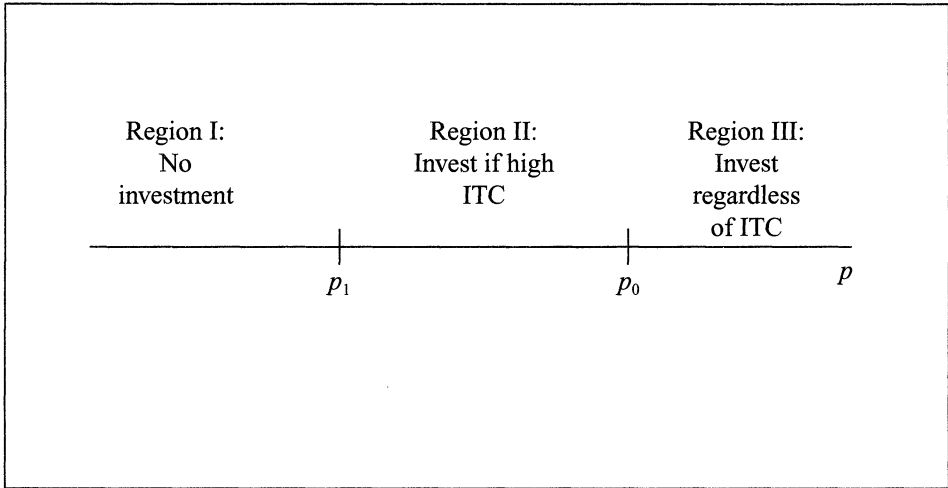 Region I:
No
investment
Region II:
Invest if high
ITC
Region III:
Invest
regardless
of ITC
p₁
p₀
p